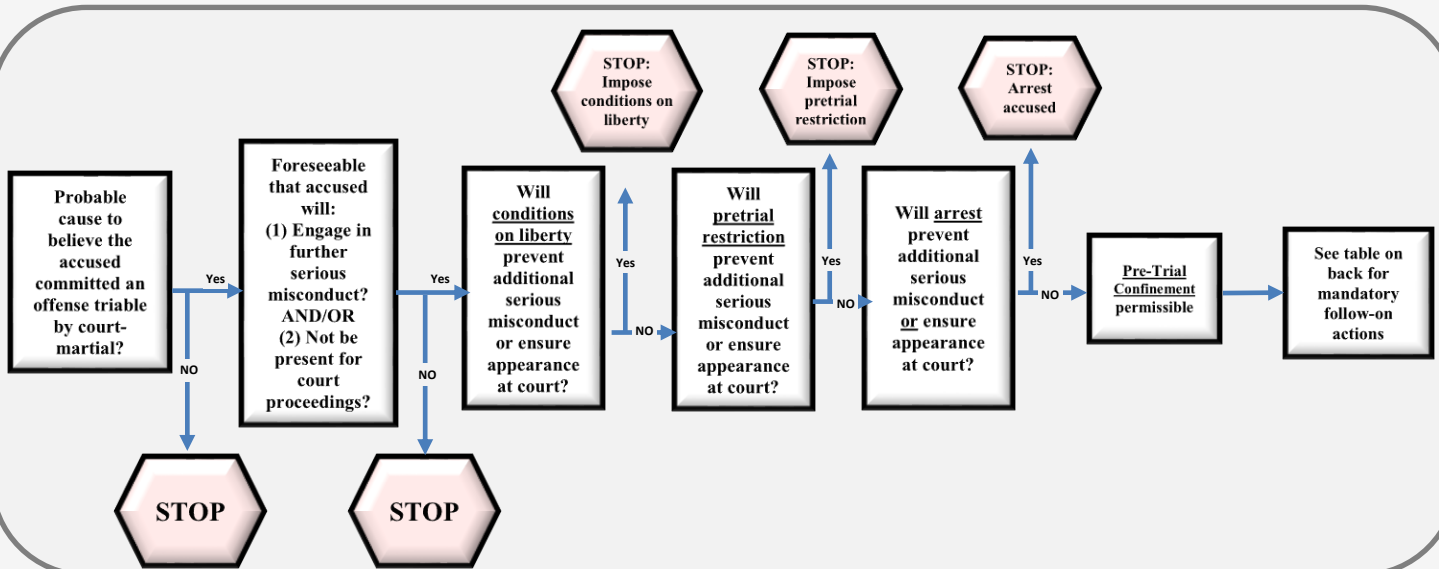 Probable
cause to
believe the
accused
committed an
offense triable
by court-
martial?
Yes
NO
STOP
Foreseeable
that accused
will:
(1) Engage in
further
serious
misconduct?
AND/OR
(2) Not be
present for
court
proceedings?
Yes
NO
STOP
Will
conditions
on liberty
prevent
additional
serious
misconduct
or ensure
appearance
at court?
Yes
STOP:
Impose
conditions on
liberty
NO
Will
pretrial
restriction
prevent
additional
serious
misconduct
or ensure
appearance
at court?
Yes
STOP:
Impose
pretrial
restriction
NO
Will arrest
prevent
additional
serious
misconduct
or ensure
appearance
at court?
Yes
STOP:
Arrest
accused
NO
Pre-Trial
Confinement
permissible
See table on
back for
mandatory
follow-on
actions